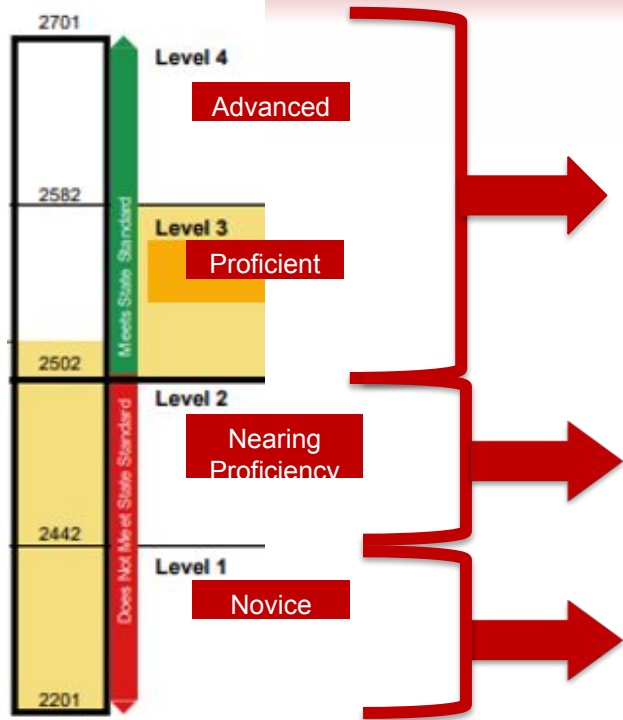 2701
Level 4
Advanced
2582
Level 3
Proficient
Meets State Standard
2502
Level 2
Nearing
Proficiency
Does Not Meet State Standard
2442
Level 1
Novice
2201